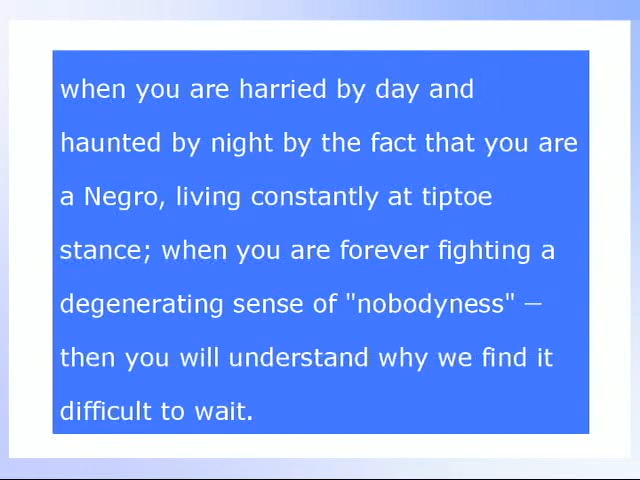 when you are harried by day and
haunted by night by the fact that you are
a Negro, living constantly at tiptoe
stance; when you are forever fighting a
degenerating sense of "nobodyness" —
then you will understand why we find it
difficult to wait.